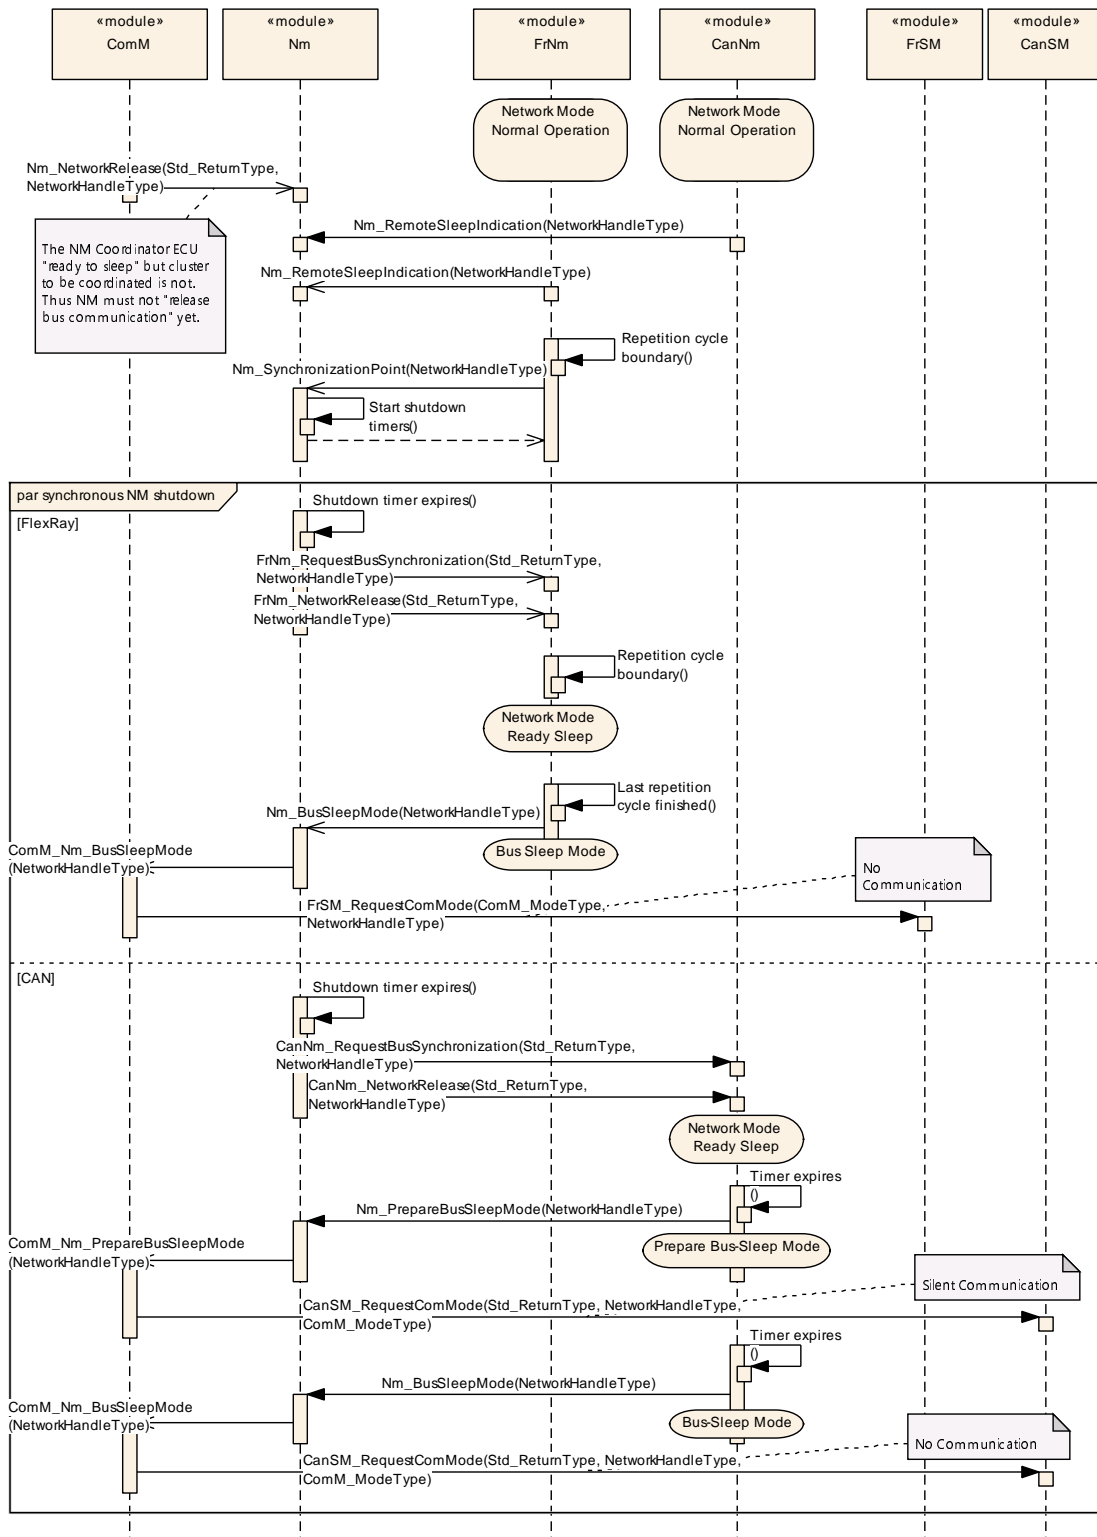 «module»
ComM
«module»
Nm
«module»
FrNm
«module»
CanNm
«module»
FrSM
«module»
CanSM
Network Mode
Normal Operation
Network Mode
Normal Operation
Nm_NetworkRelease(Std_ReturnType,
NetworkHandleType)
Nm_RemoteSleepIndication(NetworkHandleType)
The NM Coordinator ECU
"ready to sleep" but cluster
to be coordinated is not.
Thus NM must not "release
bus communication" yet.
Nm_RemoteSleepIndication(NetworkHandleType)
Repetition cycle
boundary()
Nm_SynchronizationPoint(NetworkHandleType)
Start shutdown
timers()
par synchronous NM shutdown
[FlexRay]
Shutdown timer expires()
FrNm_RequestBusSynchronization(Std_ReturnType,
NetworkHandleType)
FrNm_NetworkRelease(Std_ReturnType,
NetworkHandleType)
Repetition cycle
boundary()
Network Mode
Ready Sleep
Last repetition
cycle finished()
Nm_BusSleepMode(NetworkHandleType)
Bus Sleep Mode
ComM_Nm_BusSleepMode
(NetworkHandleType)
No
Communication
FrSM_RequestComMode(ComM_ModeType,
NetworkHandleType)
[CAN]
Shutdown timer expires()
CanNm_RequestBusSynchronization(Std_ReturnType,
NetworkHandleType)
CanNm_NetworkRelease(Std_ReturnType,
NetworkHandleType)
Network Mode
Ready Sleep
Timer expires
()
Nm_PrepareBusSleepMode(NetworkHandleType)
Prepare Bus-Sleep Mode
ComM_Nm_PrepareBusSleepMode
(NetworkHandleType)
Silent Communication
CanSM_RequestComMode(Std_ReturnType, NetworkHandleType,
ComM_ModeType)
Timer expires
()
Nm_BusSleepMode(NetworkHandleType)
Bus-Sleep Mode
ComM_Nm_BusSleepMode
(NetworkHandleType)
No Communication
CanSM_RequestComMode(Std_ReturnType, NetworkHandleType,
ComM_ModeType)